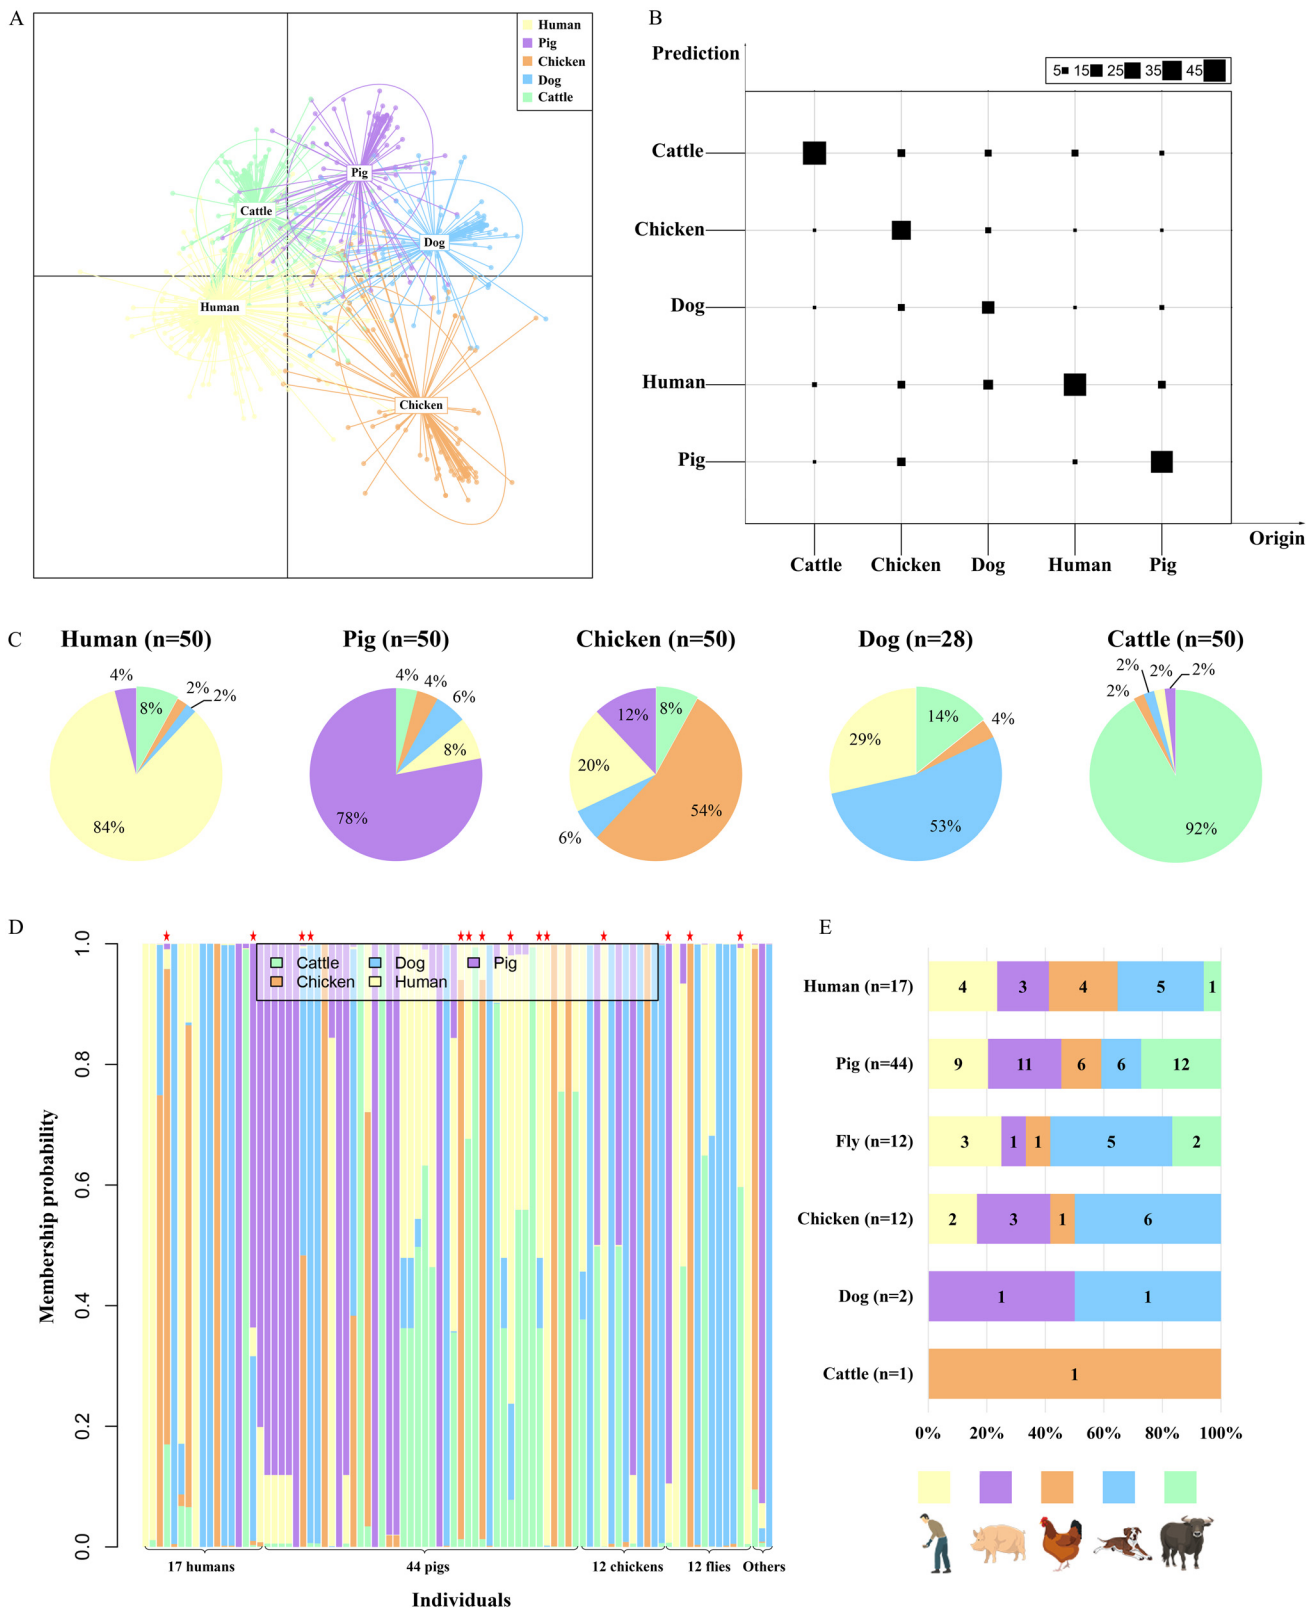 A
Human
Pig
Chicken
Dog
Cattle
Pig
Cattle
Dog
Human
Chicken
B
Prediction
5 15 25 35 45
Cattle
Chicken
Dog
Human
Pig
Origin
Cattle Chicken Dog Human Pig
C
Human (n=50) Pig (n=50) Chicken (n=50) Dog (n=28) Cattle (n=50)
4% 8% 2% 2% 84%
4% 4% 6% 8% 78%
12% 8% 20% 54% 6%
14% 4% 29% 53%
2% 2% 2% 2% 92%
D
Membership probability
1.0
0.8
0.6
0.4
0.2
0.0
Cattle Dog Pig
Chicken Human
17 humans 44 pigs 12 chickens 12 flies Others
Individuals
E
Human (n=17) 4 3 4 5 1
Pig (n=44) 9 11 6 6 12
Fly (n=12) 3 1 1 5 2
Chicken (n=12) 2 3 1 6
Dog (n=2) 1 1
Cattle (n=1) 1
0% 20% 40% 60% 80% 100%